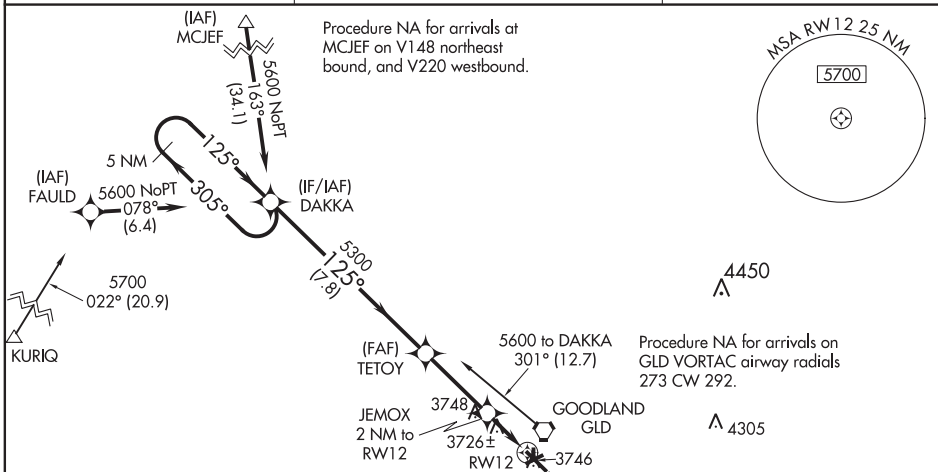 (IAF)
MCJEF
Procedure NA for arrivals at
MCJEF on V148 northeast
bound, and V220 westbound.
MSA RW12 25 NM
5700
5600 NoPT
163°
(34.1)
5 NM
125°
305°
(IAF)
FAULD
5600 NoPT
078°
(6.4)
(IF/IAF)
DAKKA
5300
125°
(7.8)
5700
022° (20.9)
KURIQ
4450
(FAF)
TETOY
5600 to DAKKA
301° (12.7)
Procedure NA for arrivals on
GLD VORTAC airway radials
273 CW 292.
JEMOX
2 NM to
RW12
3748
3726±
RW12
GOODLAND
GLD
3746
4305